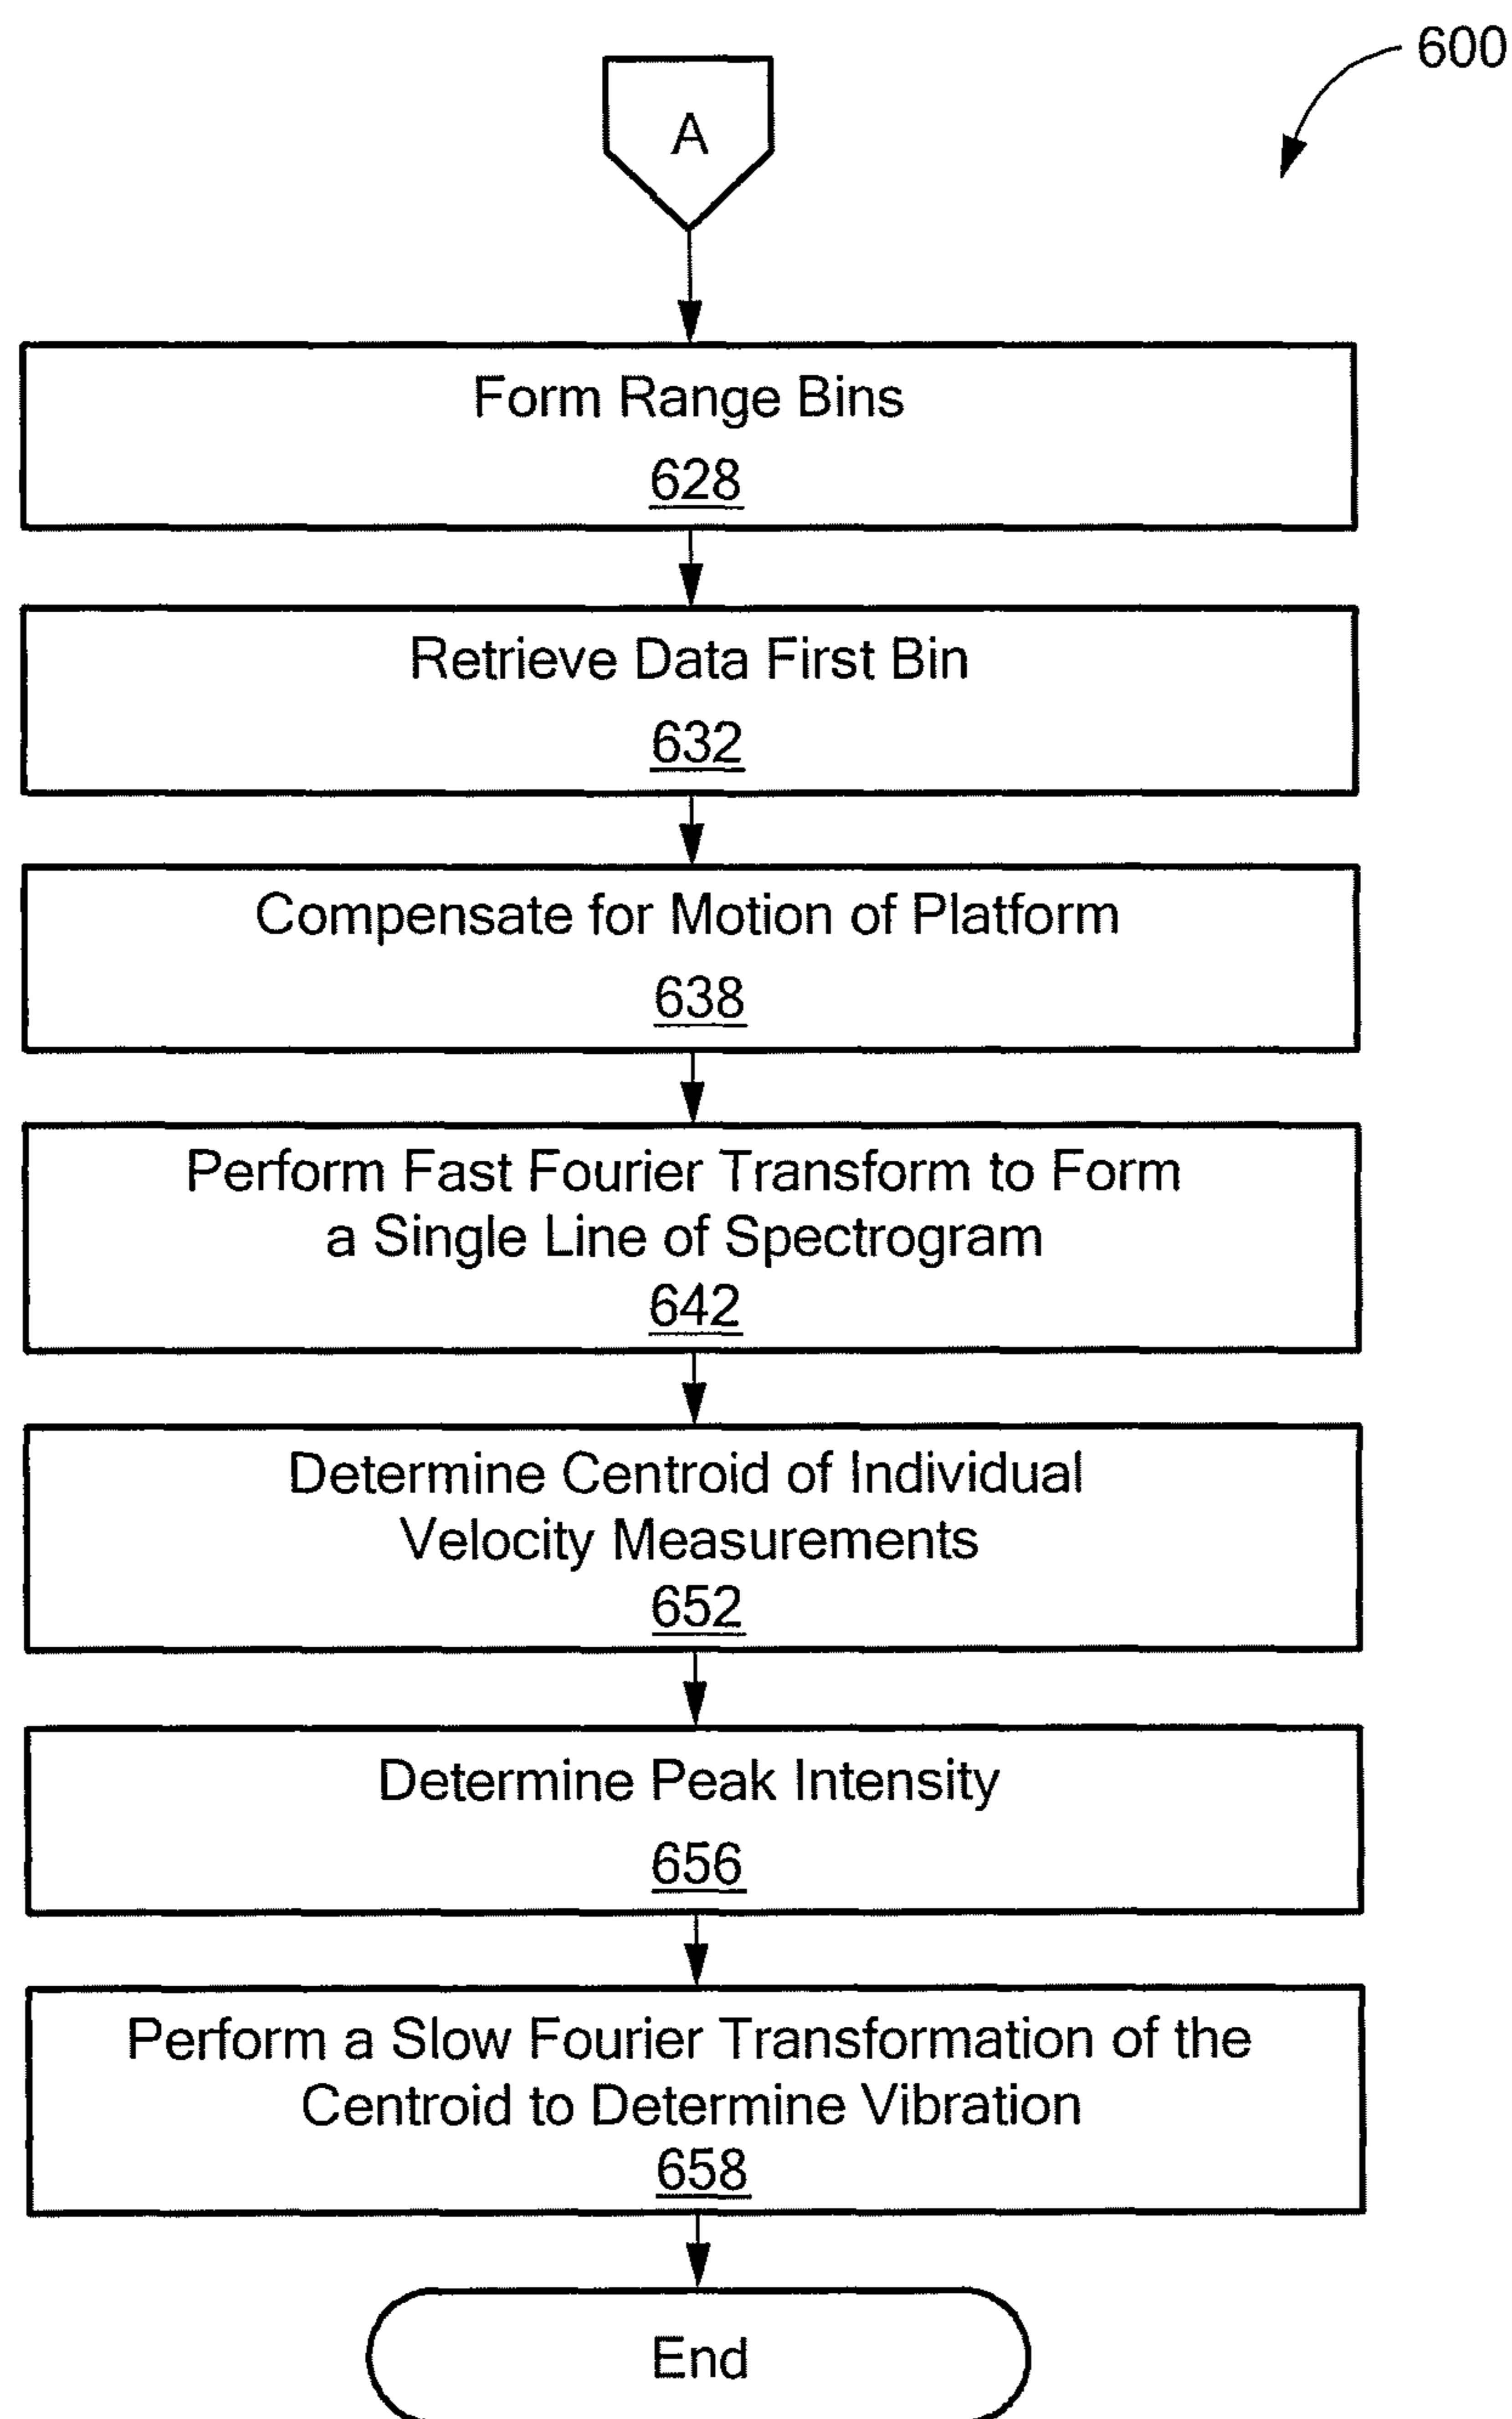 600
A
Form Range Bins
628
Retrieve Data First Bin
632
Compensate for Motion of Platform
638
Perform Fast Fourier Transform to Form
a Single Line of Spectrogram
642
Determine Centroid of Individual
Velocity Measurements
652
Determine Peak Intensity
656
Perform a Slow Fourier Transformation of the
Centroid to Determine Vibration
658
End